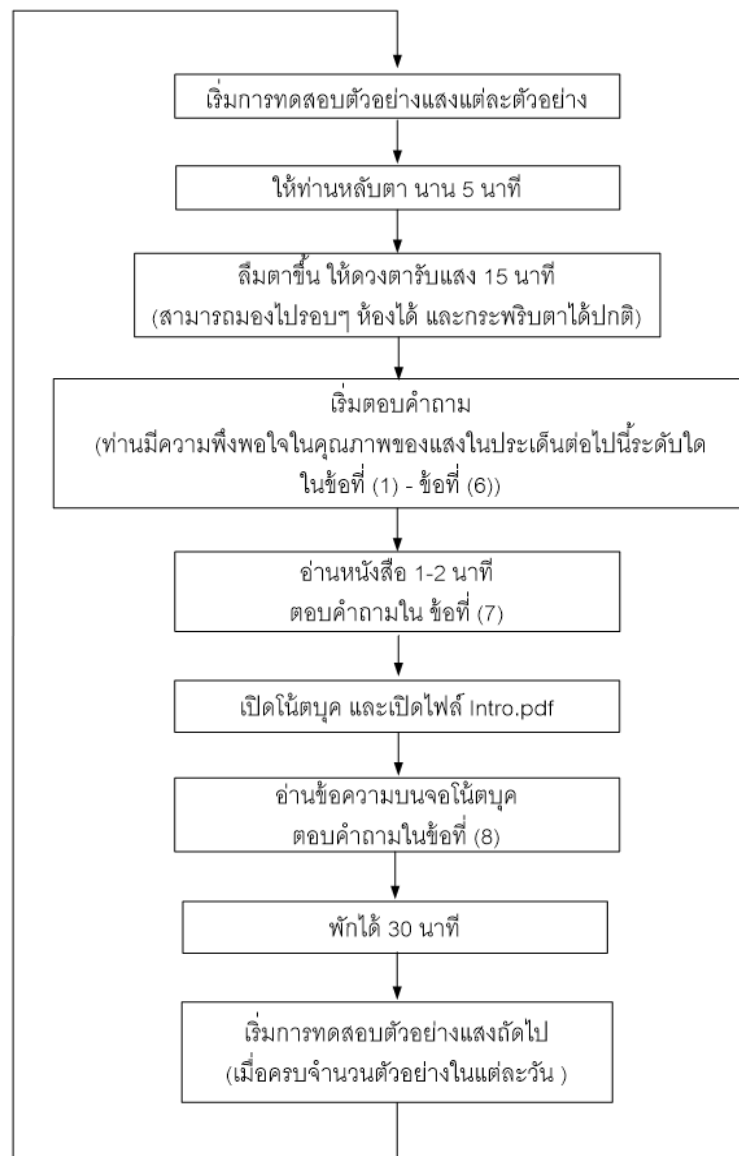 เริ่มการทดสอบตัวอย่างแสงแต่ละตัวอย่าง
ให้ท่านหลับตา นาน 5 นาที
ลืมตาขึ้น ให้ดวงตารับแสง 15 นาที
(สามารถมองไปรอบๆ ห้องได้ และกระพริบตาได้ปกติ)
เริ่มตอบคำถาม
(ท่านมีความพึงพอใจในคุณภาพของแสงในประเด็นต่อไปนี้ระดับใด
ในข้อที่ (1) - ข้อที่ (6))
อ่านหนังสือ 1-2 นาที
ตอบคำถามใน ข้อที่ (7)
เปิดโน้ตบุค และเปิดไฟล์ Intro.pdf
อ่านข้อความบนจอโน้ตบุค
ตอบคำถามในข้อที่ (8)
พักได้ 30 นาที
เริ่มการทดสอบตัวอย่างแสงถัดไป
(เมื่อครบจำนวนตัวอย่างในแต่ละวัน )